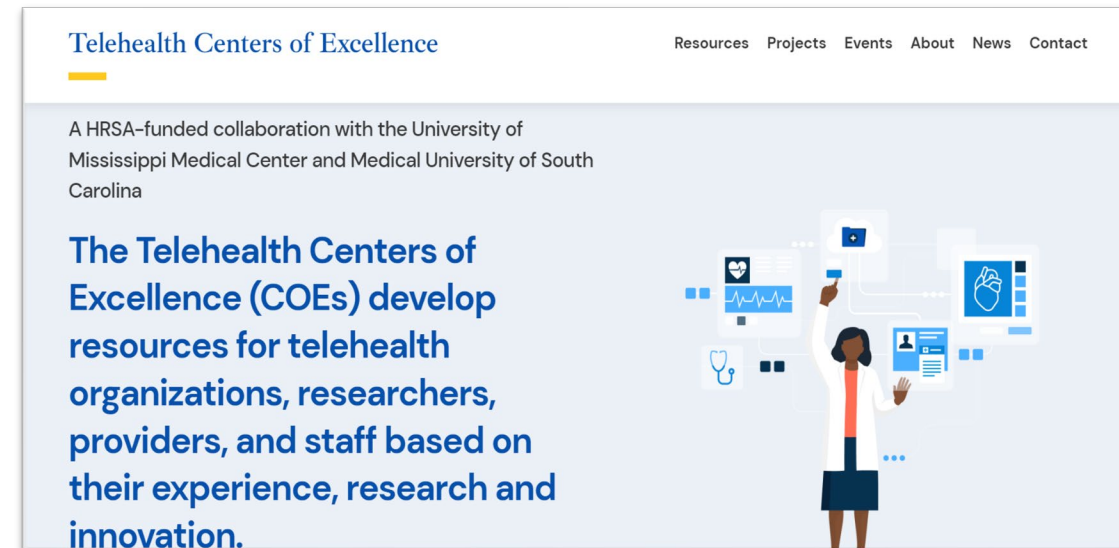 Telehealth Centers of Excellence
Resources Projects Events About News Contact
A HRSA-funded collaboration with the University of
Mississippi Medical Center and Medical University of South
Carolina
The Telehealth Centers of
Excellence (COEs) develop
resources for telehealth
organizations, researchers,
providers, and staff based on
their experience, research and
innovation.